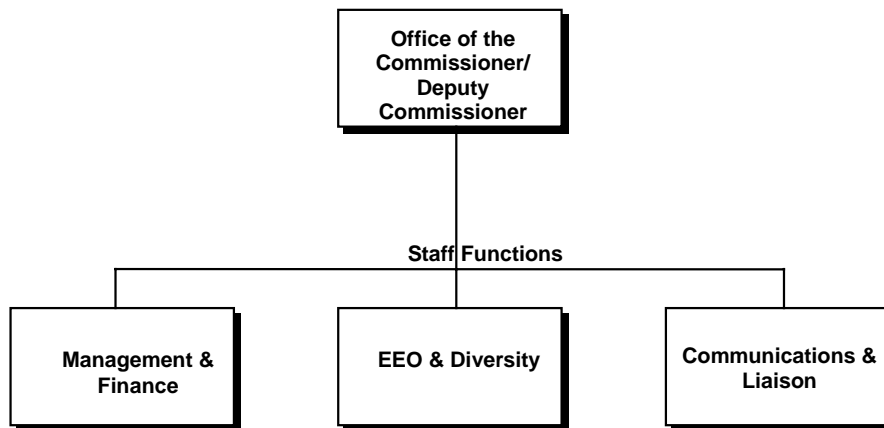 Office of the
Commissioner/
Deputy
Commissioner
Staff Functions
Management &
Finance
EEO & Diversity
Communications &
Liaison